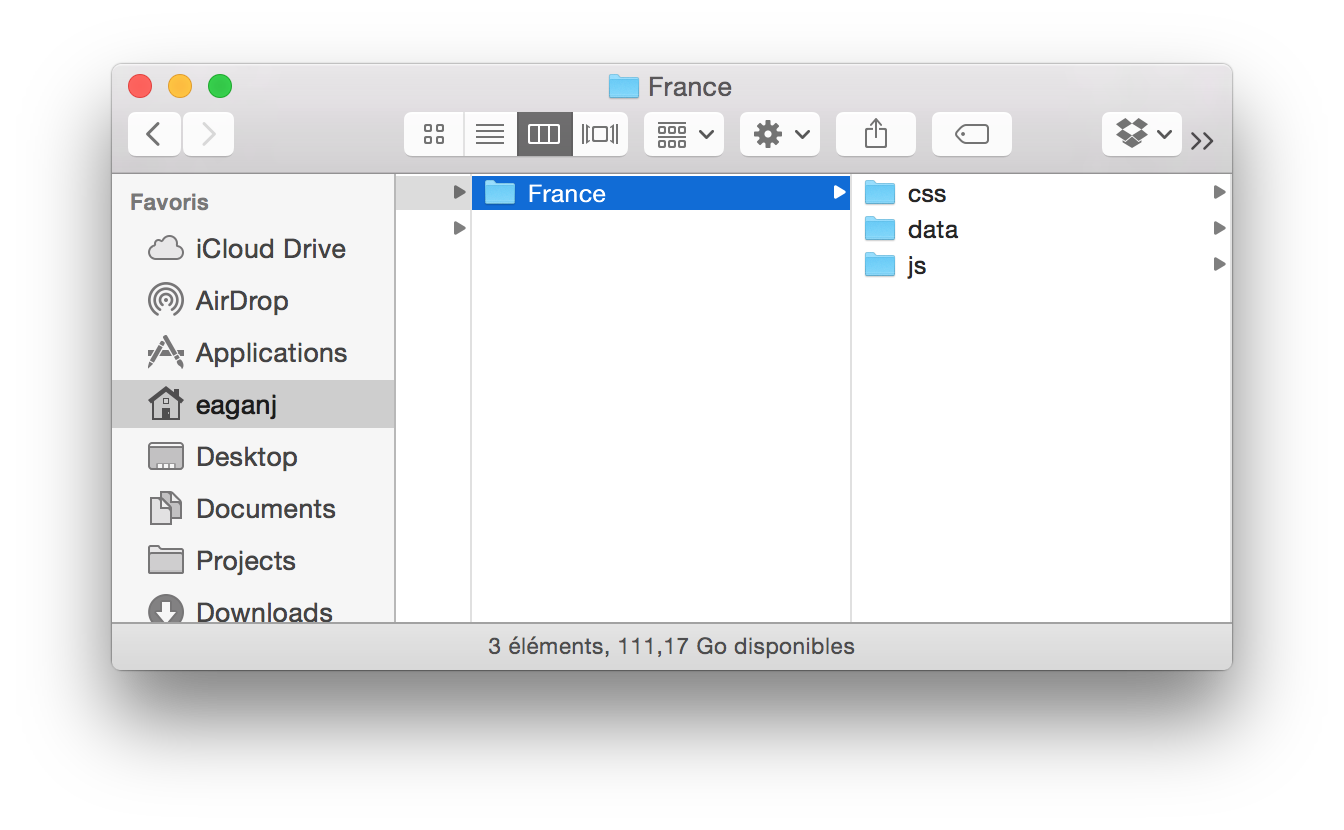 France
Favoris
iCloud Drive
AirDrop
Applications
eaganj
Desktop
Documents
Projects
Downloads
France
css
data
js
3 éléments, 111,17 Go disponibles